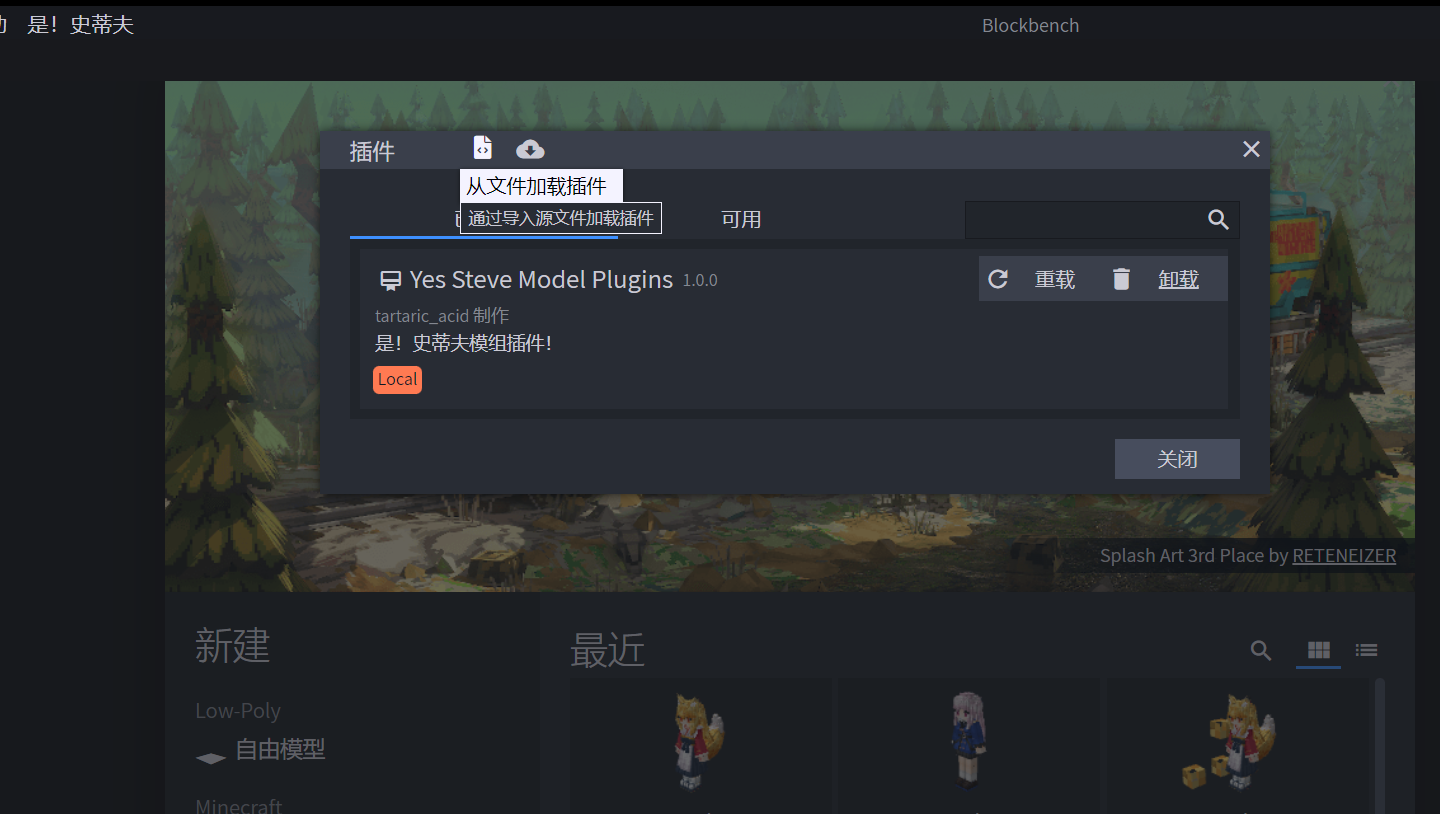 是！史蒂夫
Blockbench
插件
从文件加载插件
通过导入源文件加载插件
可用
Yes Steve Model Plugins 1.0.0
重载
卸载
tartaric_acid 制作
是！史蒂夫模组插件！
Local
关闭
Splash Art 3rd Place by RETENEIZER
新建
最近
Low-Poly
自由模型
Minecraft